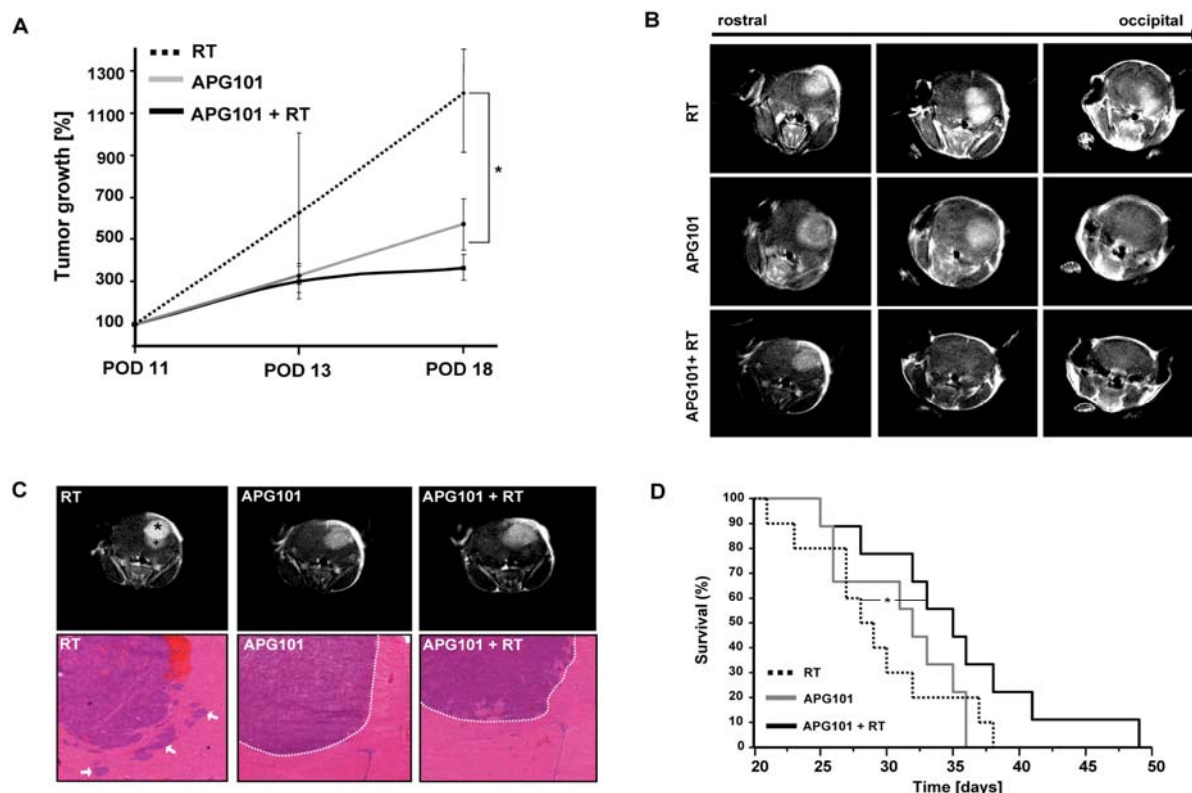 A
RT
APG101
APG101 + RT
Tumor growth [%]
1300
1100
900
700
500
300
100
*
POD 11
POD 13
POD 18
B
rostral
occipital
RT
APG101
APG101+ RT
C
RT
APG101
APG101 + RT
*
+
RT
APG101
APG101 + RT
D
Survival (%)
100
90
80
70
60
50
40
30
20
10
0
*
RT
APG101
APG101 + RT
20
25
30
35
40
45
50
Time [days]